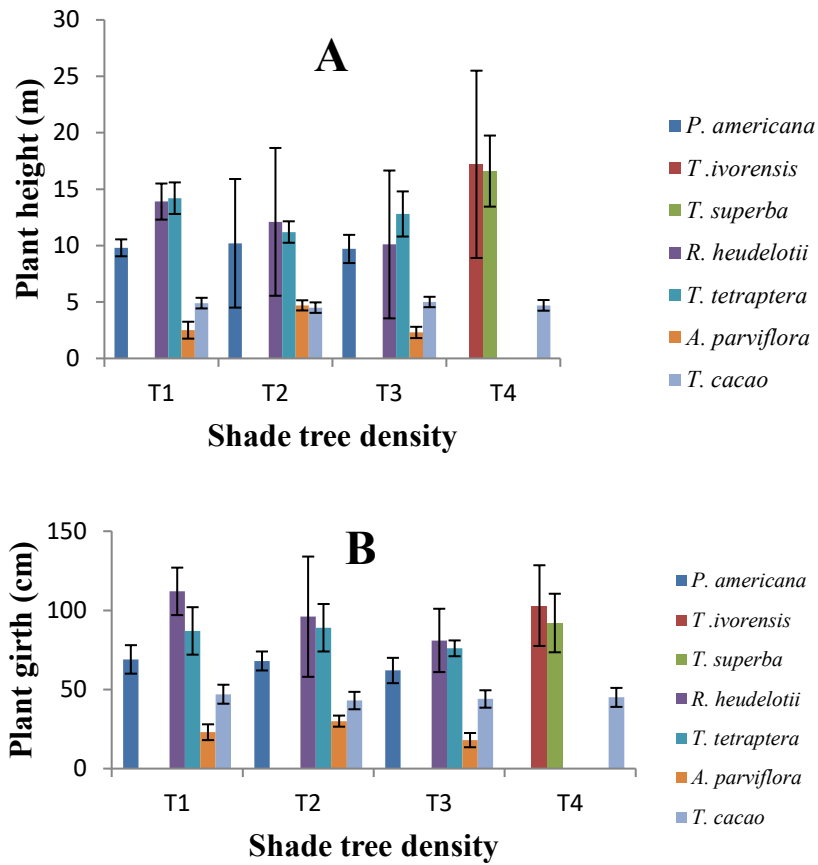 A
Plant height (m)
30
25
20
15
10
5
0
T1 T2 T3 T4
Shade tree density
P. americana
T .ivorensis
T. superba
R. heudelotii
T. tetraptera
A. parviflora
T. cacao
B
Plant girth (cm)
150
100
50
0
T1 T2 T3 T4
Shade tree density
P. americana
T .ivorensis
T. superba
R. heudelotii
T. tetraptera
A. parviflora
T. cacao